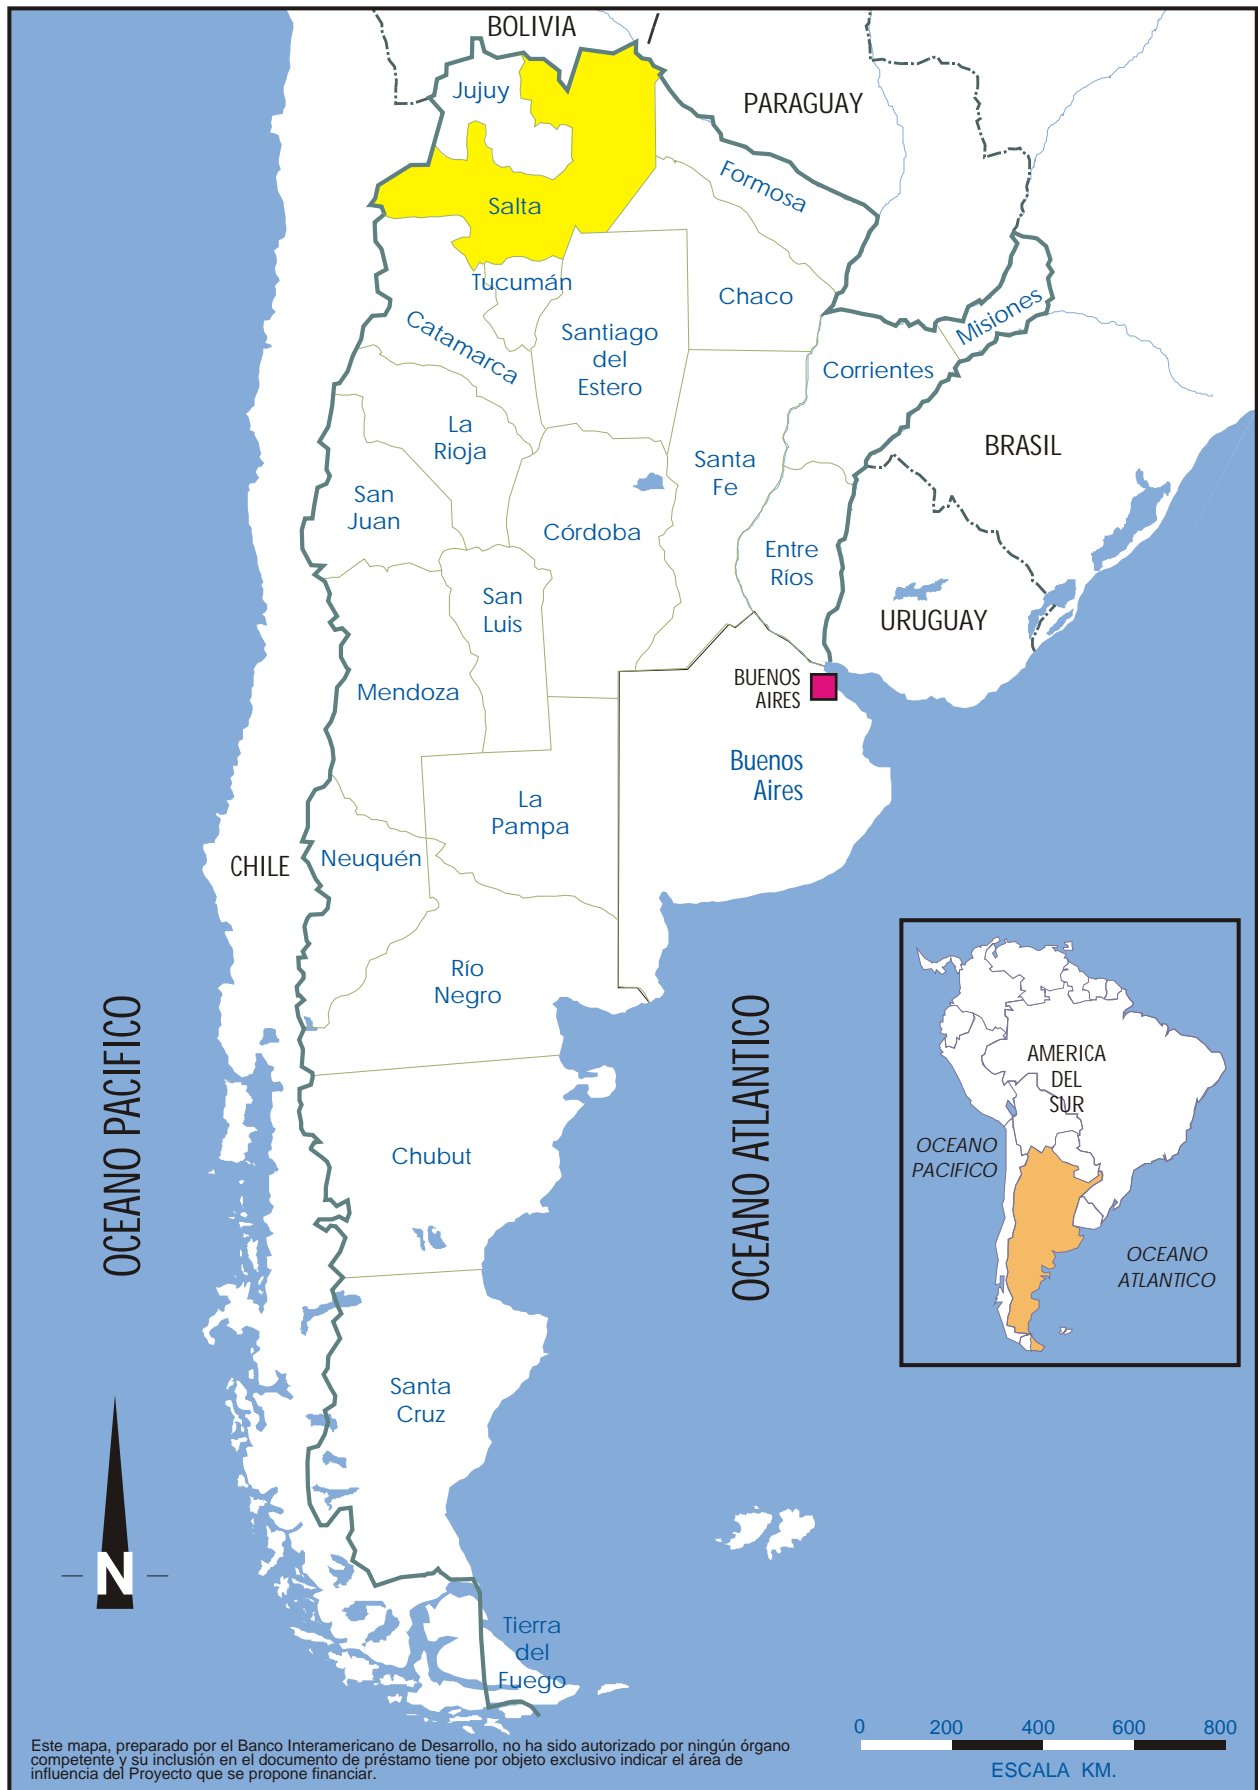 BOLIVIA
Jujuy
PARAGUAY
Formosa
Salta
Tucumán
Chaco
Misiones
Catamarca
Santiago
del
Estero
Corrientes
La
Rioja
BRASIL
Santa
Fe
San
Juan
Córdoba
Entre
Ríos
San
Luis
URUGUAY
Mendoza
BUENOS
AIRES
Buenos
Aires
La
Pampa
CHILE
Neuquén
Río
Negro
OCEANO PACIFICO
OCEANO ATLANTICO
AMERICA
DEL
SUR
OCEANO
PACIFICO
OCEANO
ATLANTICO
Chubut
Santa
Cruz
N
Tierra
del
Fuego
0 200 400 600 800
ESCALA KM.
Este mapa, preparado por el Banco Interamericano de Desarrollo, no ha sido autorizado por ningún órgano
competente y su inclusión en el documento de préstamo tiene por objeto exclusivo indicar el área de
influencia del Proyecto que se propone financiar.